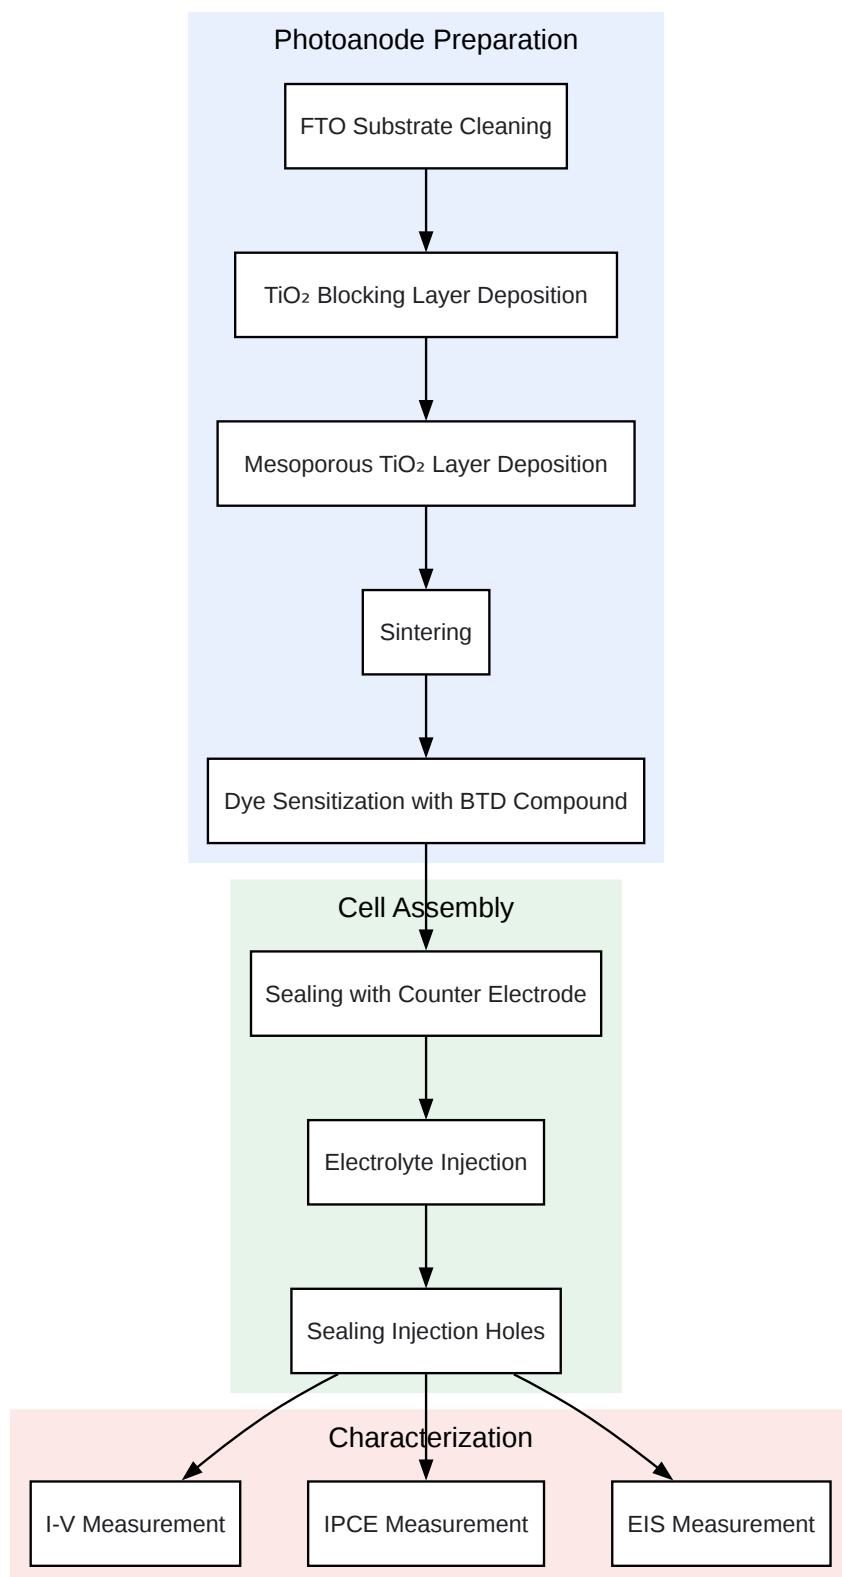 Photoanode Preparation
FTO Substrate Cleaning
TiO₂ Blocking Layer Deposition
Mesoporous TiO₂ Layer Deposition
Sintering
Dye Sensitization with BTD Compound
Cell Assembly
Sealing with Counter Electrode
Electrolyte Injection
Sealing Injection Holes
Characterization
I-V Measurement
IPCE Measurement
EIS Measurement